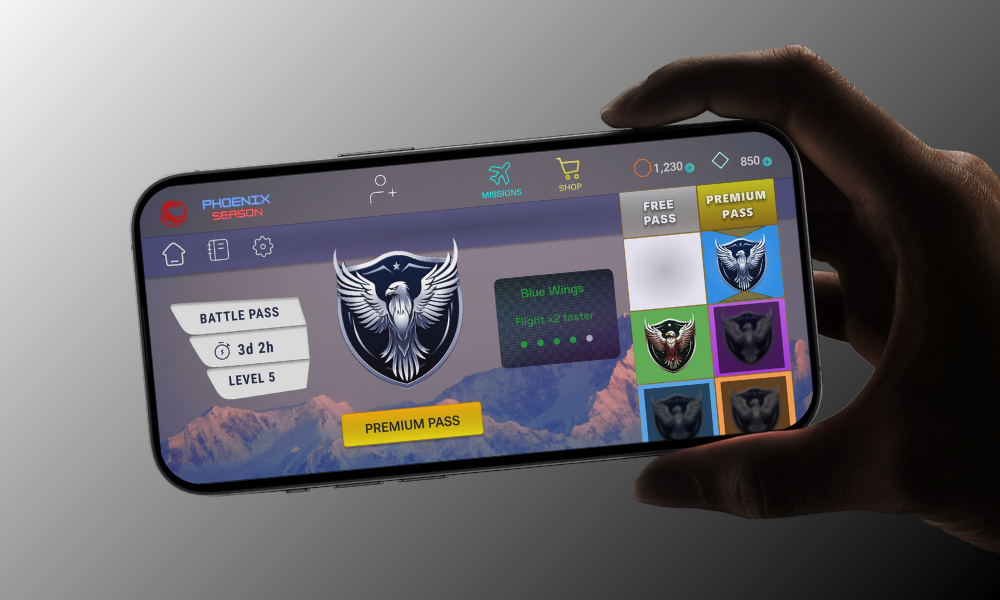 PHOENIX
SEASON
MISSIONS
SHOP
1,230
850
FREE
PASS
PREMIUM
PASS
BATTLE PASS
3d 2h
LEVEL 5
Blue Wings
Flight x2 faster
PREMIUM PASS